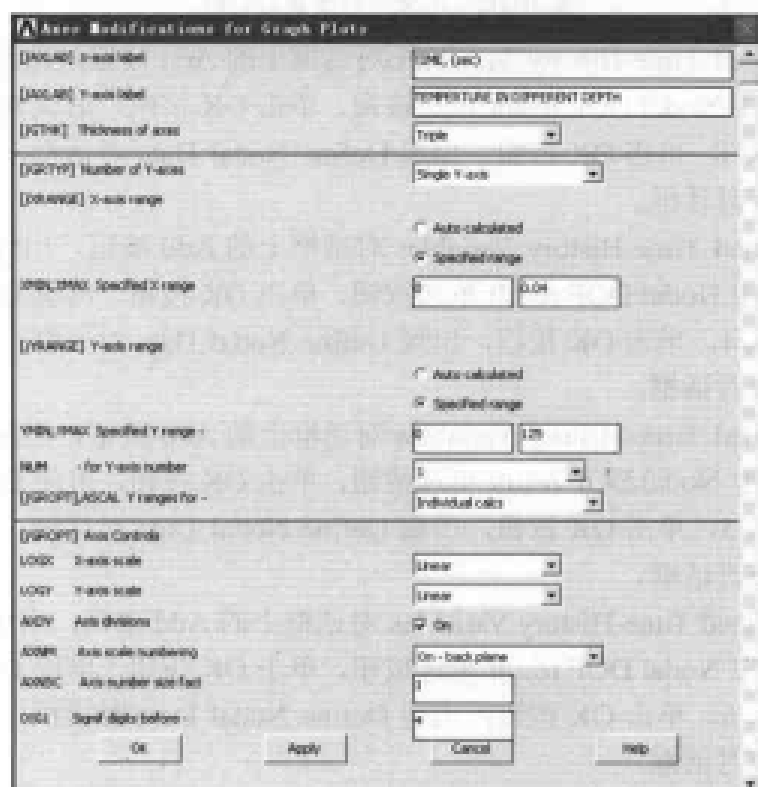 Axes Modifications for Graph Plots
[/AXLAB] X-axis label
TIME, (sec)
[/AXLAB] Y-axis label
TEMPERTURE IN DIFFERENT DEPTH
[/GTHK] Thickness of axes
Triple
[/GRTYP] Number of Y-axes
Single Y-axis
[/XRANGE] X-axis range
Auto calculated
Specified range
XMIN,XMAX Specified X range
0 0.04
[/YRANGE] Y-axis range
Auto calculated
Specified range
YMIN,YMAX Specified Y range -
0 125
NUM - for Y-axis number
1
[/GROPT],ASCAL Y ranges for -
Individual calcs
[/GROPT] Axis Controls
LOGX X-axis scale
Linear
LOGY Y-axis scale
Linear
AXDV Axis divisions
On
AXNM Axis scale numbering
On - back plane
AXNSC Axis number size fact
1
DIG1 Signif digits before -
4
OK Apply Cancel Help